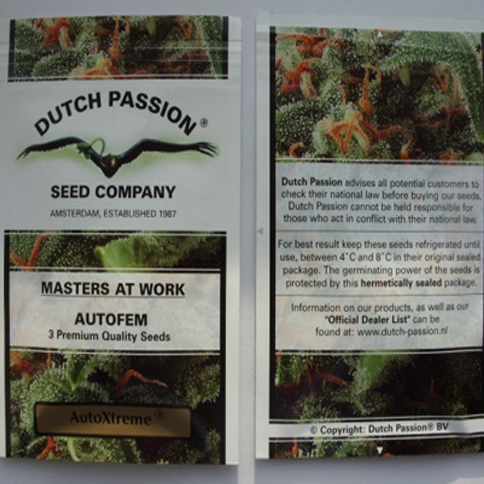 DUTCH PASSION®
SEED COMPANY
AMSTERDAM, ESTABLISHED 1987
MASTERS AT WORK
AUTOFEM
3 Premium Quality Seeds
AutoXtreme®
Dutch Passion advises all potential customers to
check their national law before buying our seeds.
Dutch Passion cannot be held responsible for
those who act in conflict with their national law.
For best result keep these seeds refrigerated until
use, between 4˚C and 8˚C in their original sealed
package. The germinating power of the seeds is
protected by this hermetically sealed package.
Information on our products, as well as our
"Official Dealer List" can be
found at: www.dutch-passion.nl
© Copyright: Dutch Passion® BV